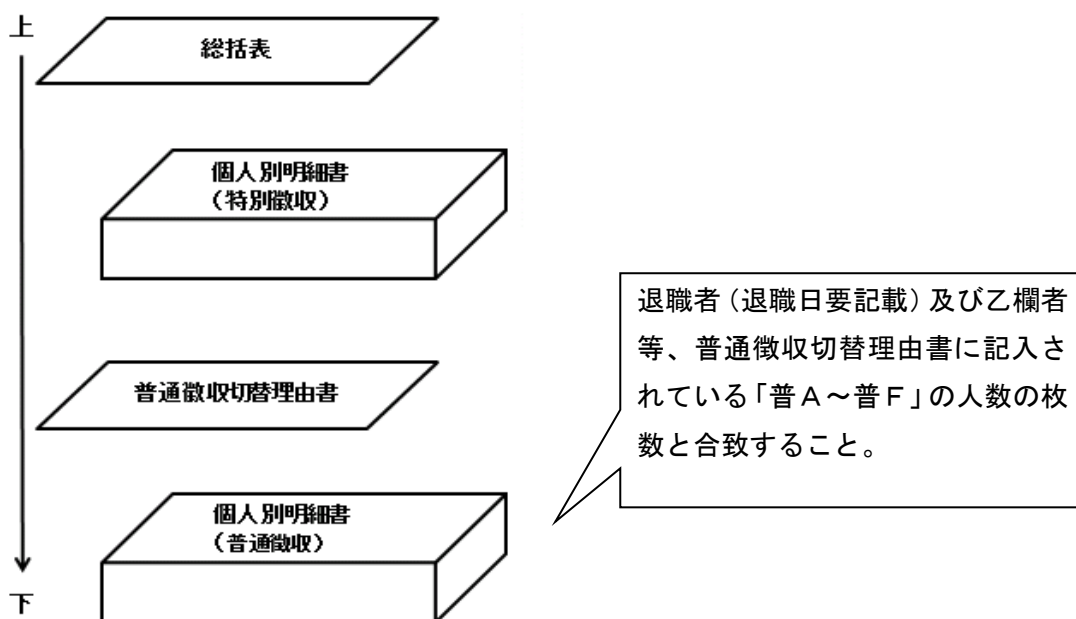 上
総括表
個人別明細書
（特別徴収）
普通徴収切替理由書
個人別明細書
（普通徴収）
下
退職者（退職日要記載）及び乙欄者
等、普通徴収切替理由書に記入さ
れている「普Ａ～普Ｆ」の人数の枚
数と合致すること。